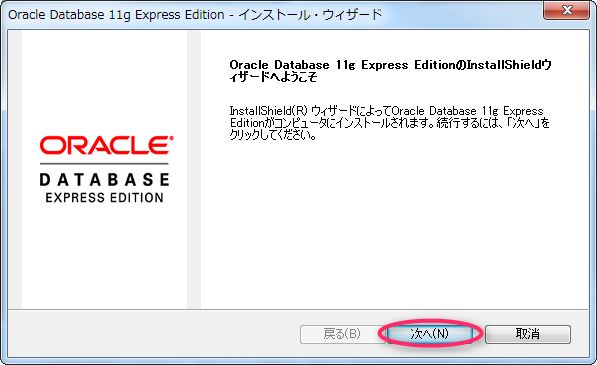 Oracle Database 11g Express Edition - インストール・ウィザード
Oracle Database 11g Express EditionのInstallShieldウ
ィザードへようこそ
InstallShield(R) ウィザードによってOracle Database 11g Express
Editionがコンピュータにインストールされます。続行するには、「次へ」を
クリックしてください。
ORACLE®
DATABASE
EXPRESS EDITION
戻る(B)
次へ(N)
取消